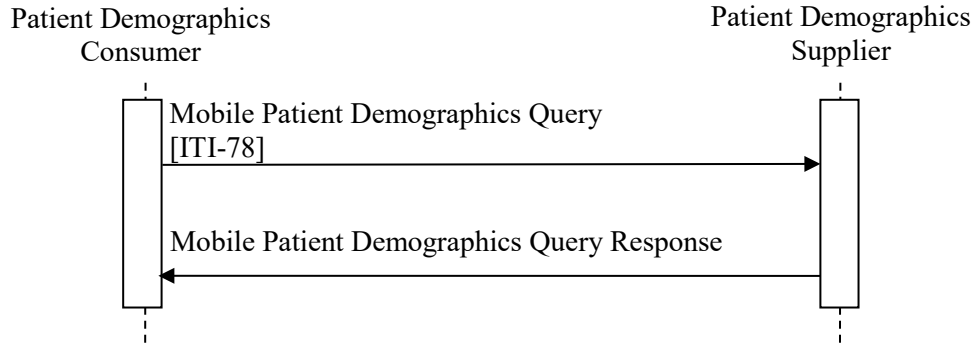 Patient Demographics
Consumer
Patient Demographics
Supplier
Mobile Patient Demographics Query
[ITI-78]
Mobile Patient Demographics Query Response